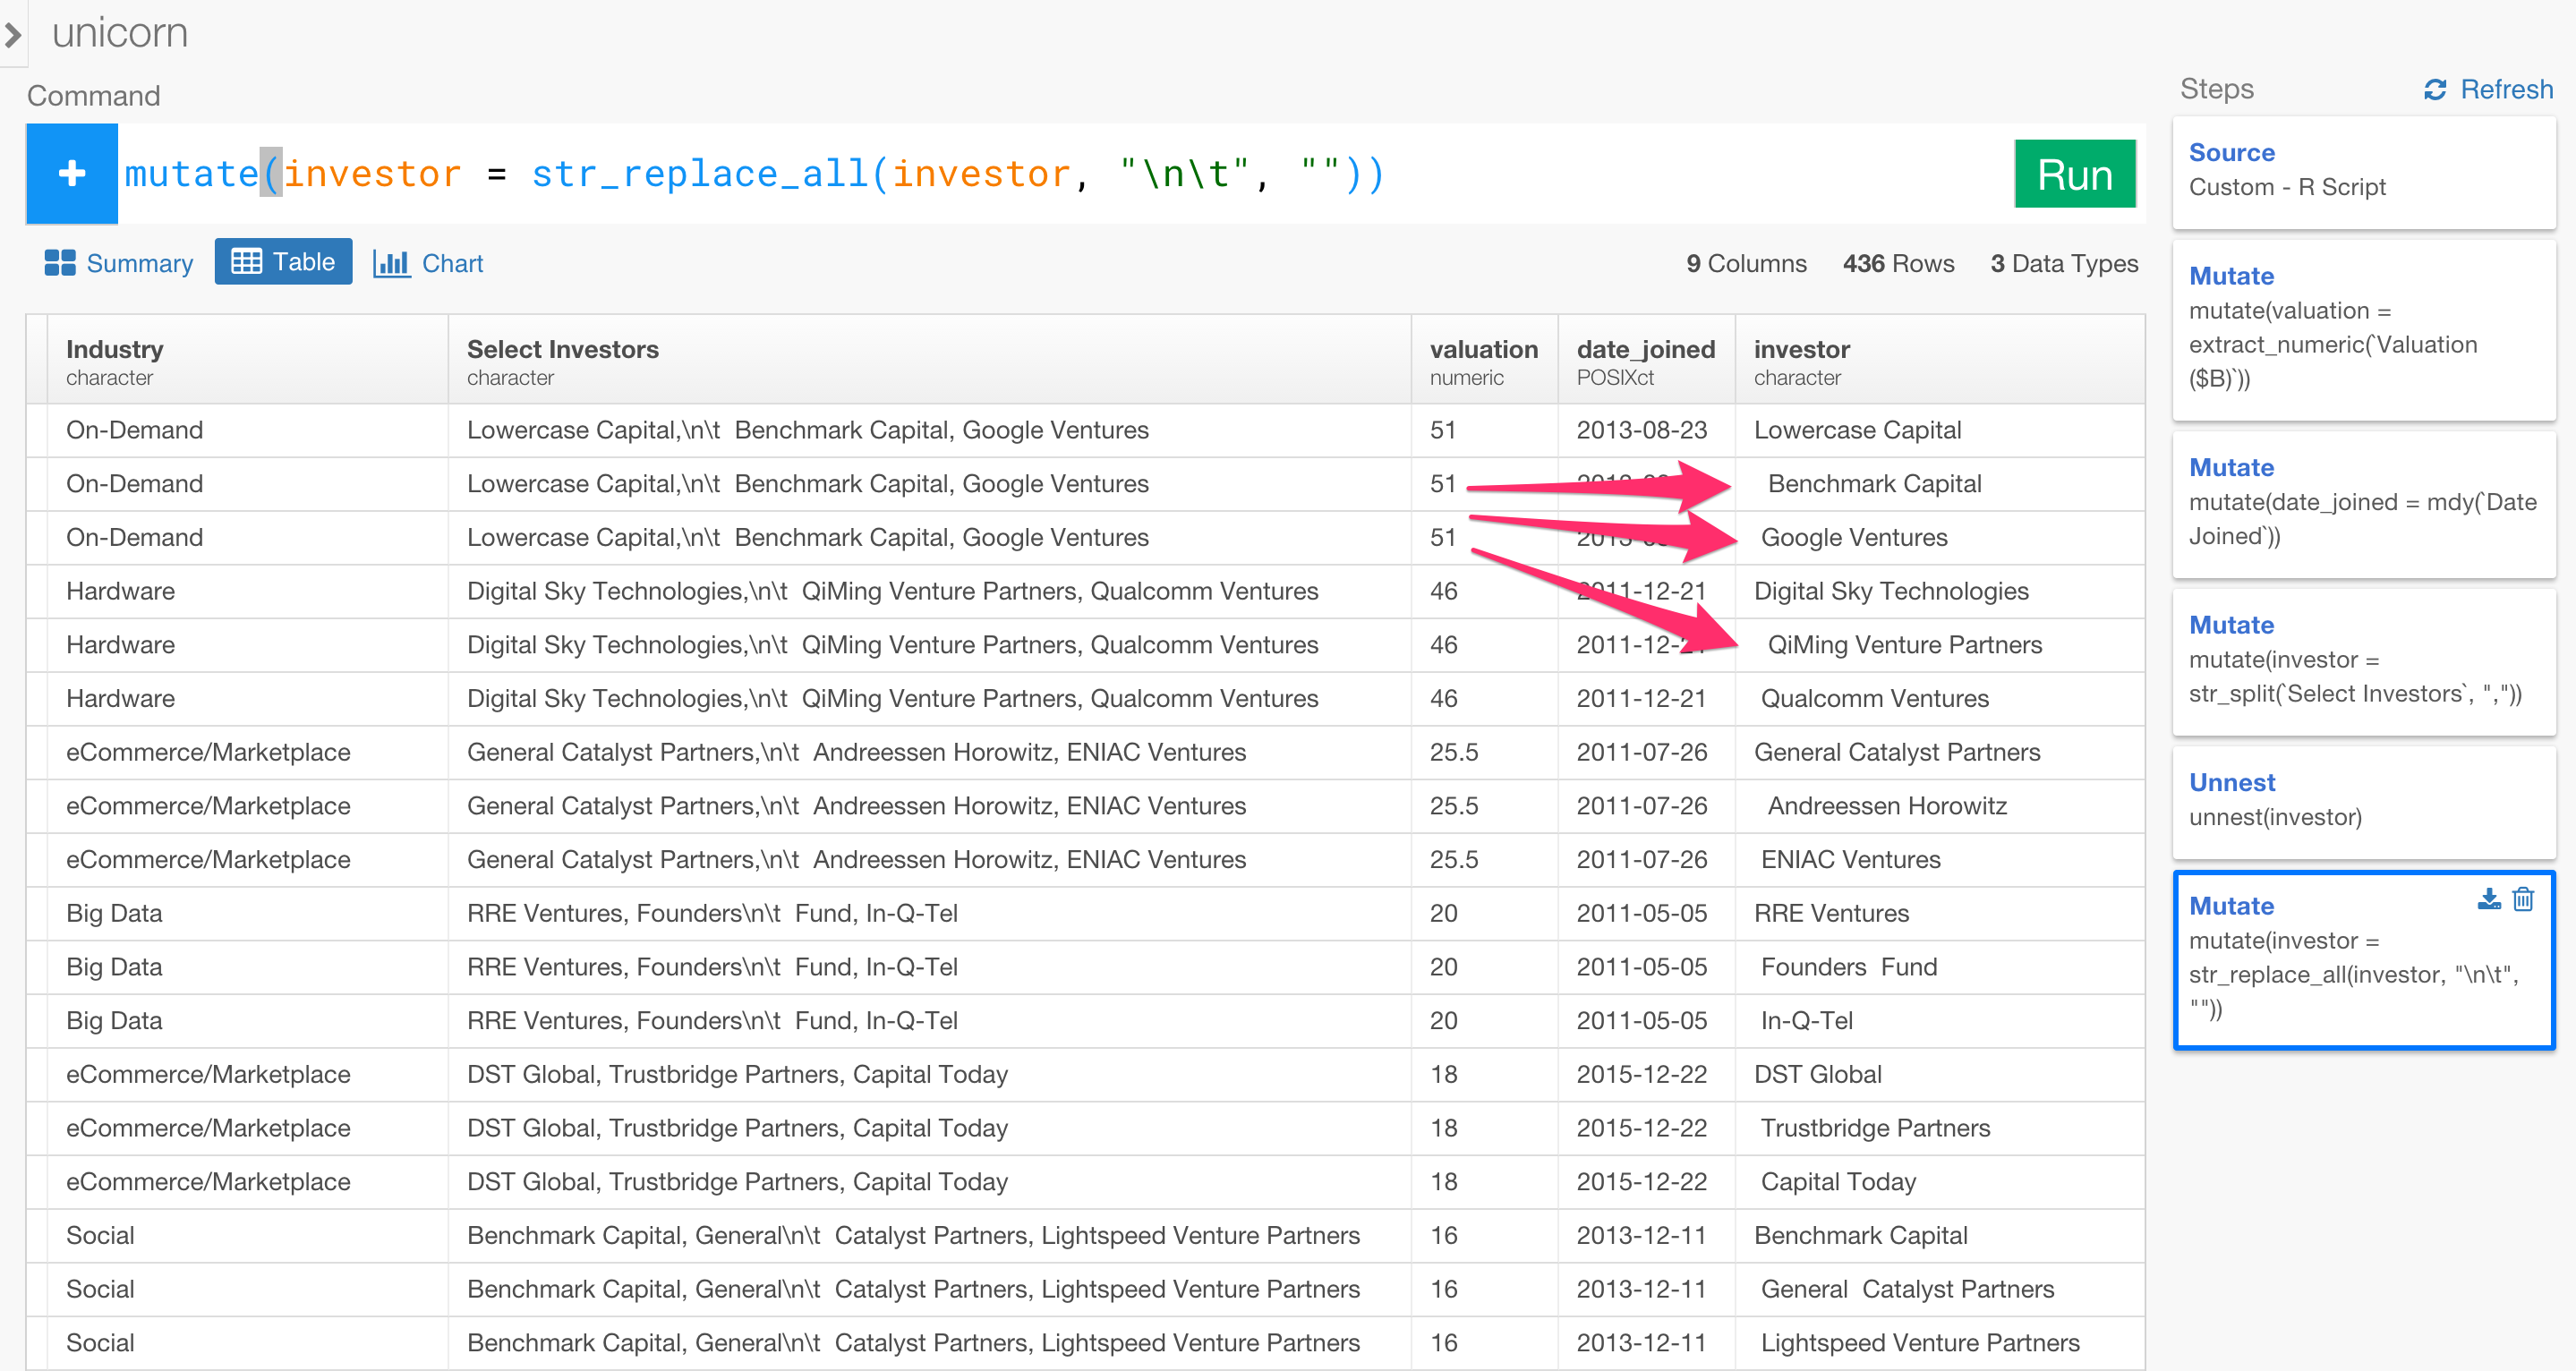 unicorn
Command
Steps
Refresh
+ mutate(investor = str_replace_all(investor, "\n\t", ""))
Run
Summary Table Chart
9 Columns 436 Rows 3 Data Types
Industry Select Investors valuation date_joined investor
character character numeric POSIXct character
On-Demand Lowercase Capital,\n\t  Benchmark Capital, Google Ventures 51 2013-08-23 Lowercase Capital
On-Demand Lowercase Capital,\n\t  Benchmark Capital, Google Ventures 51 Benchmark Capital
On-Demand Lowercase Capital,\n\t  Benchmark Capital, Google Ventures 51 Google Ventures
Hardware Digital Sky Technologies,\n\t  QiMing Venture Partners, Qualcomm Ventures 46 2011-12-21 Digital Sky Technologies
Hardware Digital Sky Technologies,\n\t  QiMing Venture Partners, Qualcomm Ventures 46 2011-12-21 QiMing Venture Partners
Hardware Digital Sky Technologies,\n\t  QiMing Venture Partners, Qualcomm Ventures 46 2011-12-21 Qualcomm Ventures
eCommerce/Marketplace General Catalyst Partners,\n\t  Andreessen Horowitz, ENIAC Ventures 25.5 2011-07-26 General Catalyst Partners
eCommerce/Marketplace General Catalyst Partners,\n\t  Andreessen Horowitz, ENIAC Ventures 25.5 2011-07-26 Andreessen Horowitz
eCommerce/Marketplace General Catalyst Partners,\n\t  Andreessen Horowitz, ENIAC Ventures 25.5 2011-07-26 ENIAC Ventures
Big Data RRE Ventures, Founders\n\t  Fund, In-Q-Tel 20 2011-05-05 RRE Ventures
Big Data RRE Ventures, Founders\n\t  Fund, In-Q-Tel 20 2011-05-05 Founders  Fund
Big Data RRE Ventures, Founders\n\t  Fund, In-Q-Tel 20 2011-05-05 In-Q-Tel
eCommerce/Marketplace DST Global, Trustbridge Partners, Capital Today 18 2015-12-22 DST Global
eCommerce/Marketplace DST Global, Trustbridge Partners, Capital Today 18 2015-12-22 Trustbridge Partners
eCommerce/Marketplace DST Global, Trustbridge Partners, Capital Today 18 2015-12-22 Capital Today
Social Benchmark Capital, General\n\t  Catalyst Partners, Lightspeed Venture Partners 16 2013-12-11 Benchmark Capital
Social Benchmark Capital, General\n\t  Catalyst Partners, Lightspeed Venture Partners 16 2013-12-11 General  Catalyst Partners
Social Benchmark Capital, General\n\t  Catalyst Partners, Lightspeed Venture Partners 16 2013-12-11 Lightspeed Venture Partners
Source
Custom - R Script
Mutate
mutate(valuation =
extract_numeric(`Valuation
($B)`))
Mutate
mutate(date_joined = mdy(`Date
Joined`))
Mutate
mutate(investor =
str_split(`Select Investors`, ","))
Unnest
unnest(investor)
Mutate
mutate(investor =
str_replace_all(investor, "\n\t",
""))